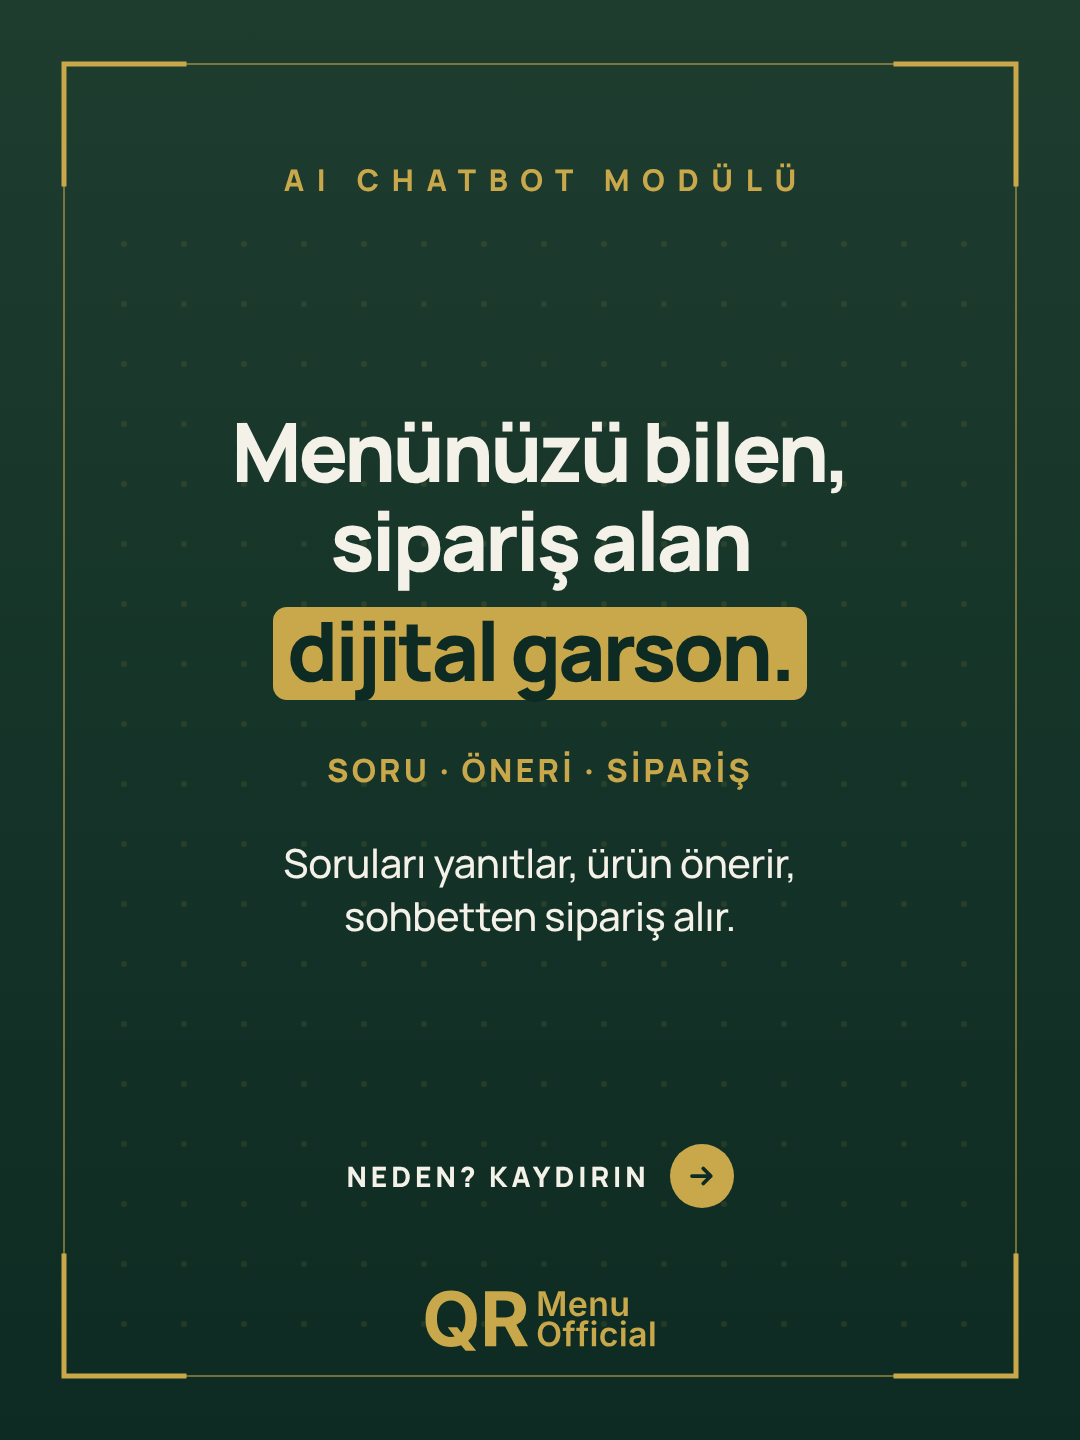 AI CHATBOT MODÜLÜ
Menünüzü bilen,
sipariş alan
dijital garson.
SORU · ÖNERİ · SİPARİŞ
Soruları yanıtlar, ürün önerir,
sohbetten sipariş alır.
NEDEN? KAYDIRIN
QR Menu
Official